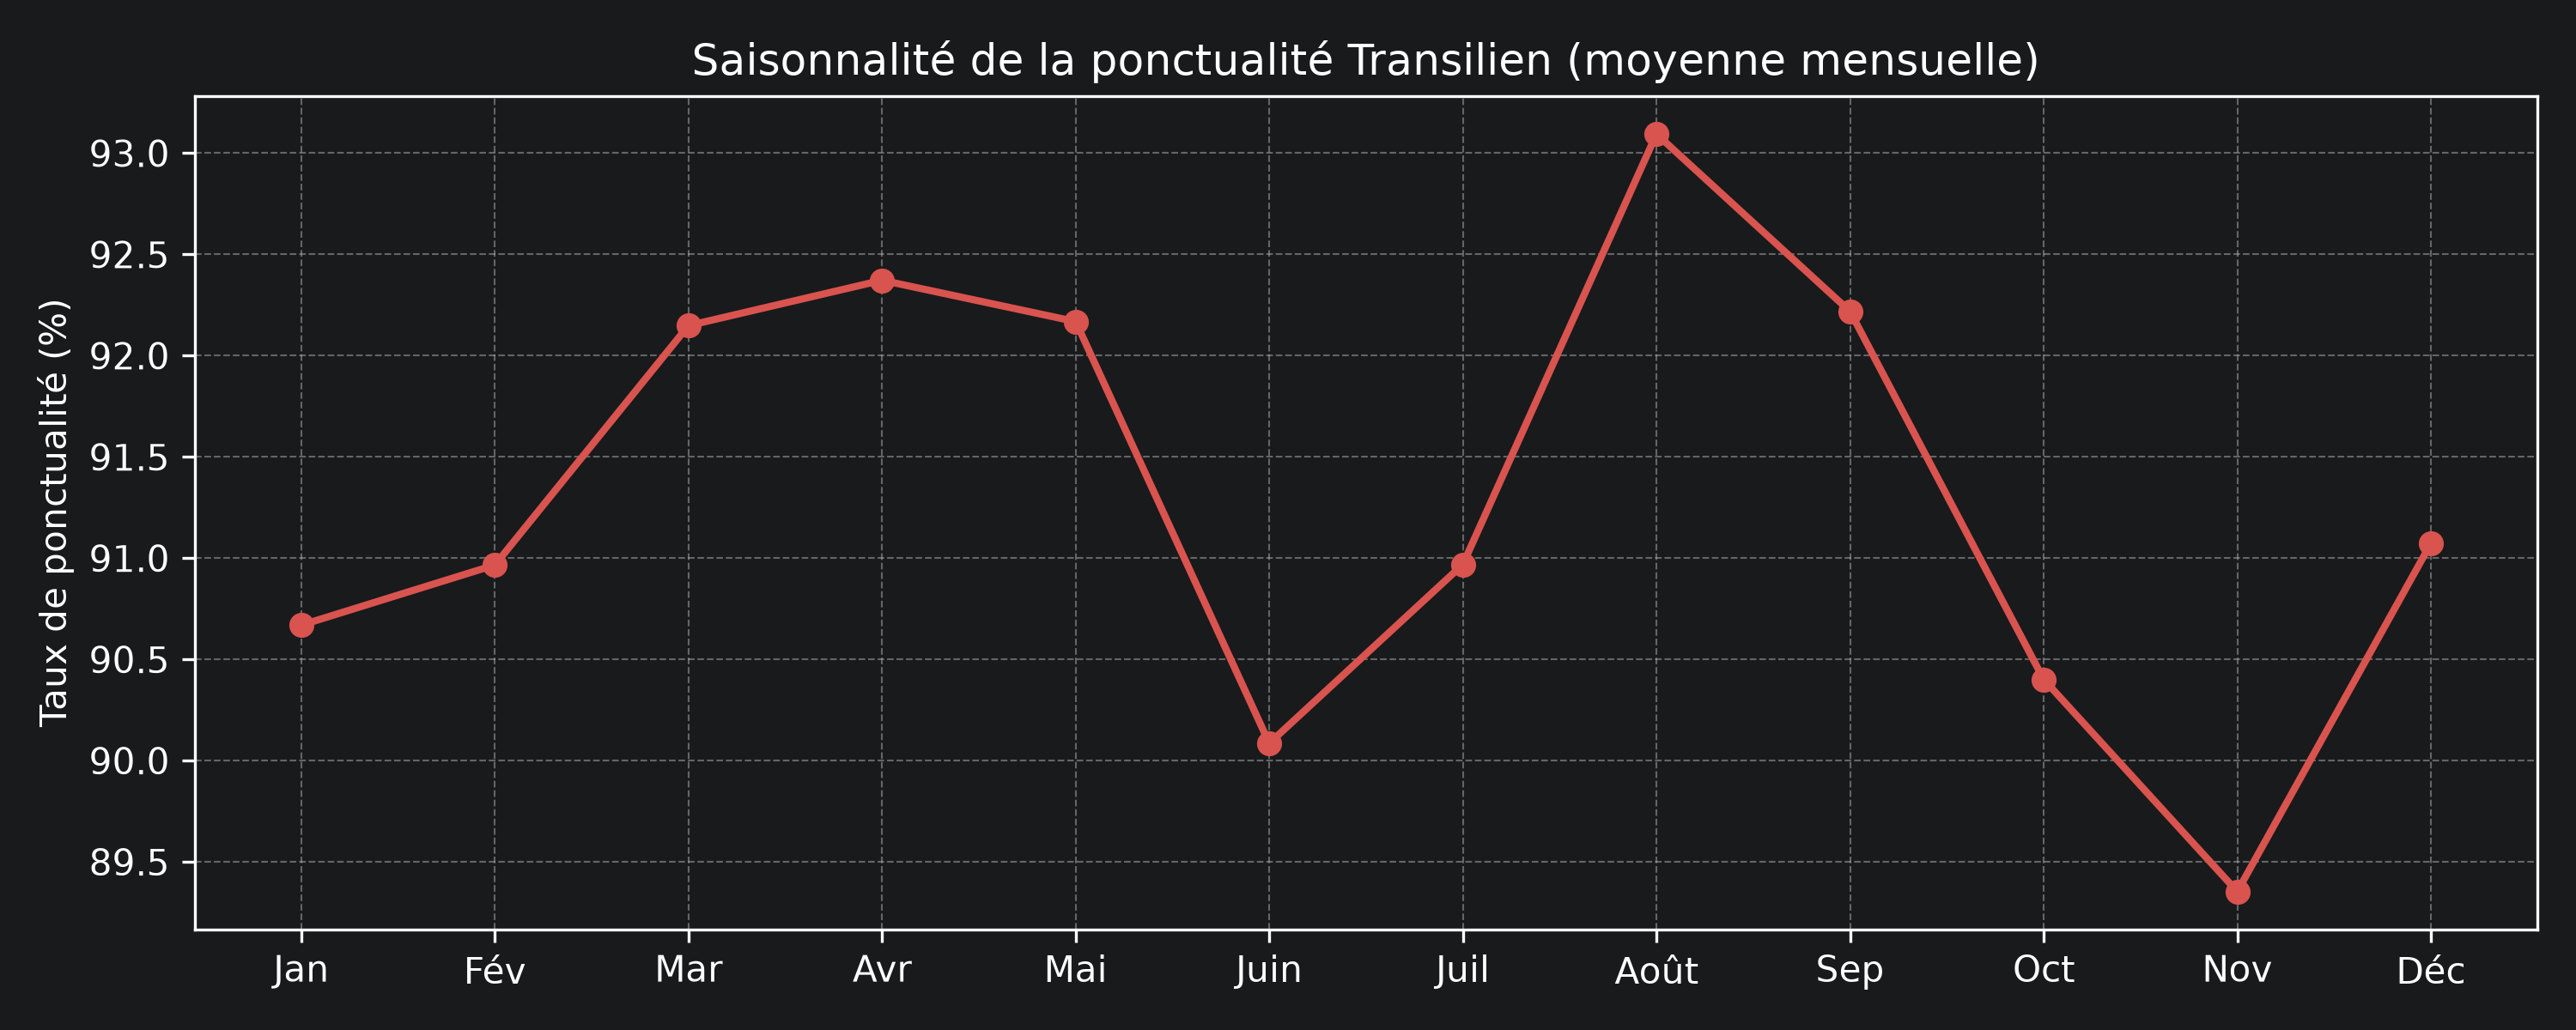 Saisonnalité de la ponctualité Transilien (moyenne mensuelle)
Taux de ponctualité (%)
93.0
92.5
92.0
91.5
91.0
90.5
90.0
89.5
Jan Fév Mar Avr Mai Juin Juil Août Sep Oct Nov Déc